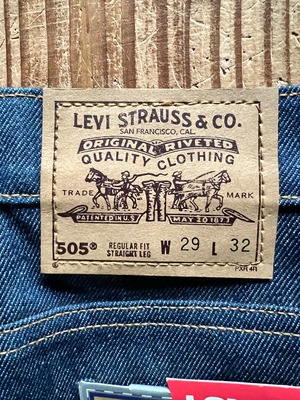 LEVI STRAUSS & CO.
SAN FRANCISCO, CAL.
ORIGINAL RIVETED
QUALITY CLOTHING
TRADE MARK
PATENTED IN U.S. MAY 20 1873
505® REGULAR FIT STRAIGHT LEG W 29 L 32